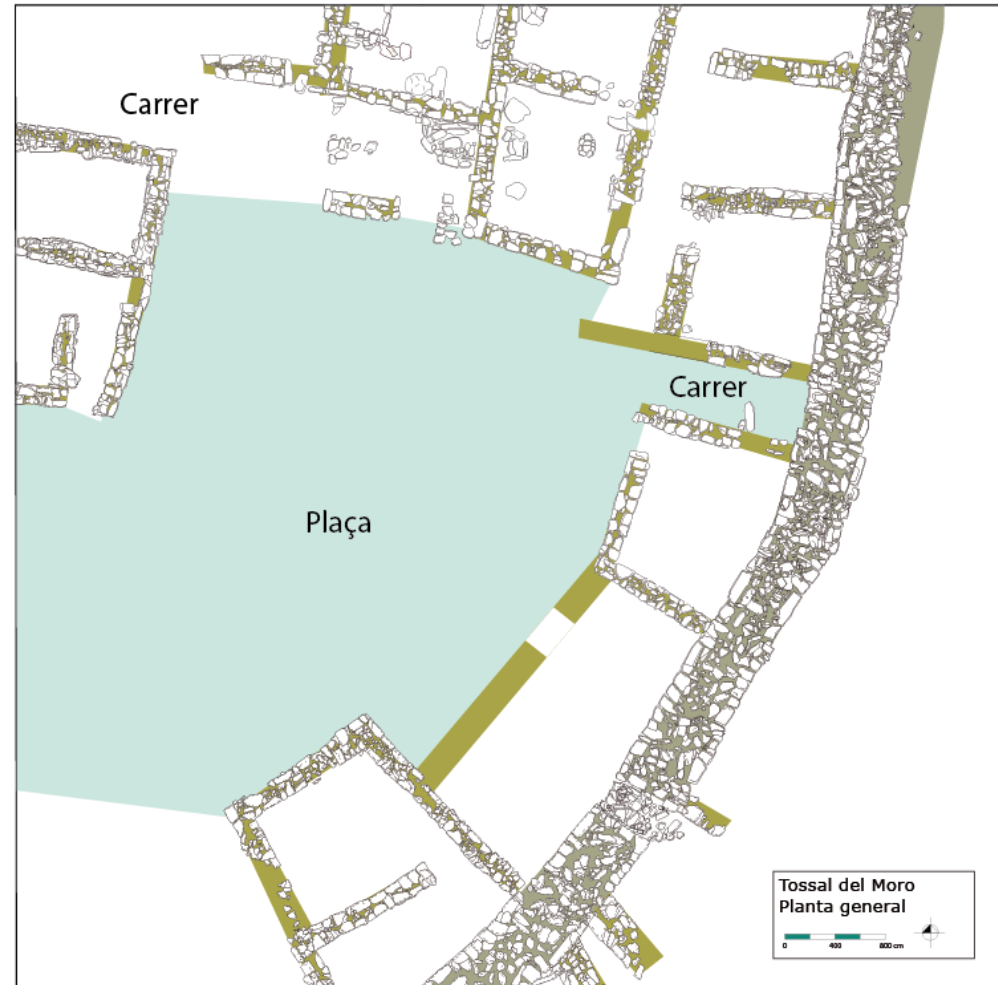 Carrer
Carrer
Plaça
Tossal del Moro
Planta general
0 400 800 cm